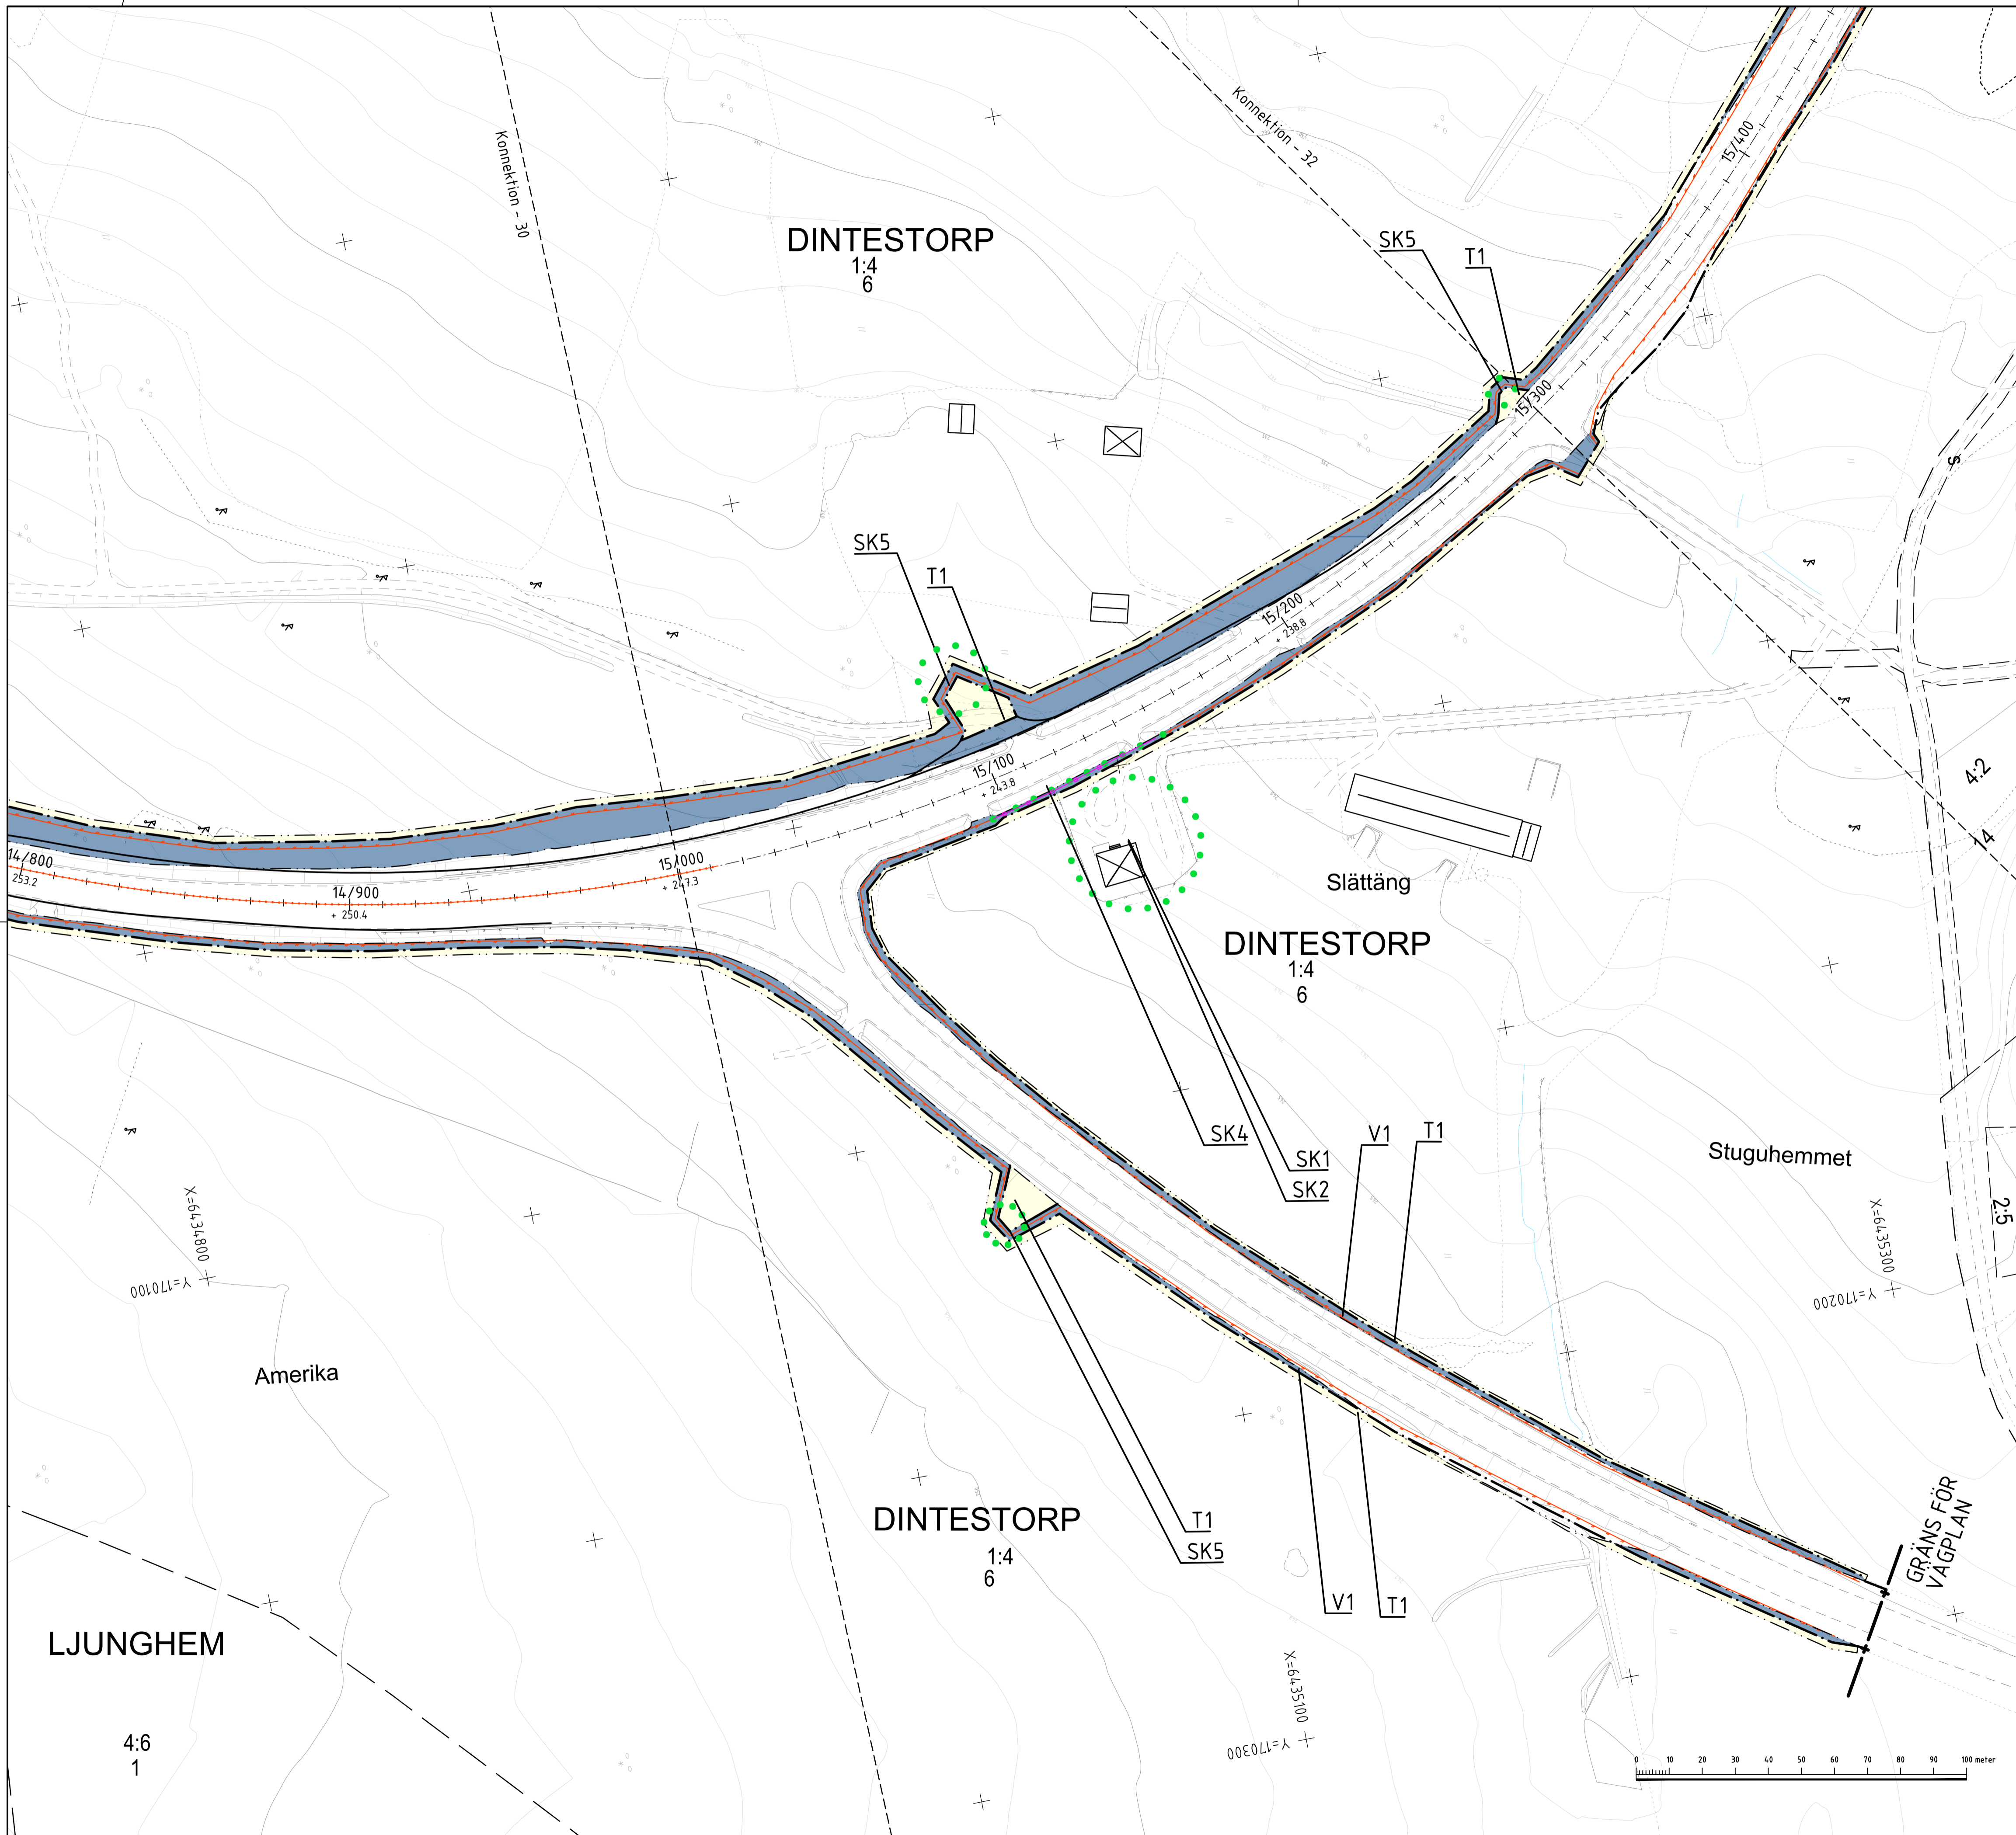 Konnektion - 32
15/400
Konnektion - 30
DINTESTORP
1:4
6
SK5
T1
15/300
S
SK5
T1
15/200
+ 238.8
4:2
14
15/100
+ 243.8
14/800
253.2
15/000
+ 247.3
14/900
+ 250.4
Slättäng
DINTESTORP
1:4
6
SK4
SK1
SK2
V1
T1
Stuguhemmet
2:5
X=6434800
Y=170100
X=6435300
Y=170200
Amerika
DINTESTORP
1:4
6
T1
SK5
V1
T1
GRÄNS FÖR
VÄGPLAN
LJUNGHEM
4:6
1
X=6435100
Y=170300
0 10 20 30 40 50 60 70 80 90 100 meter